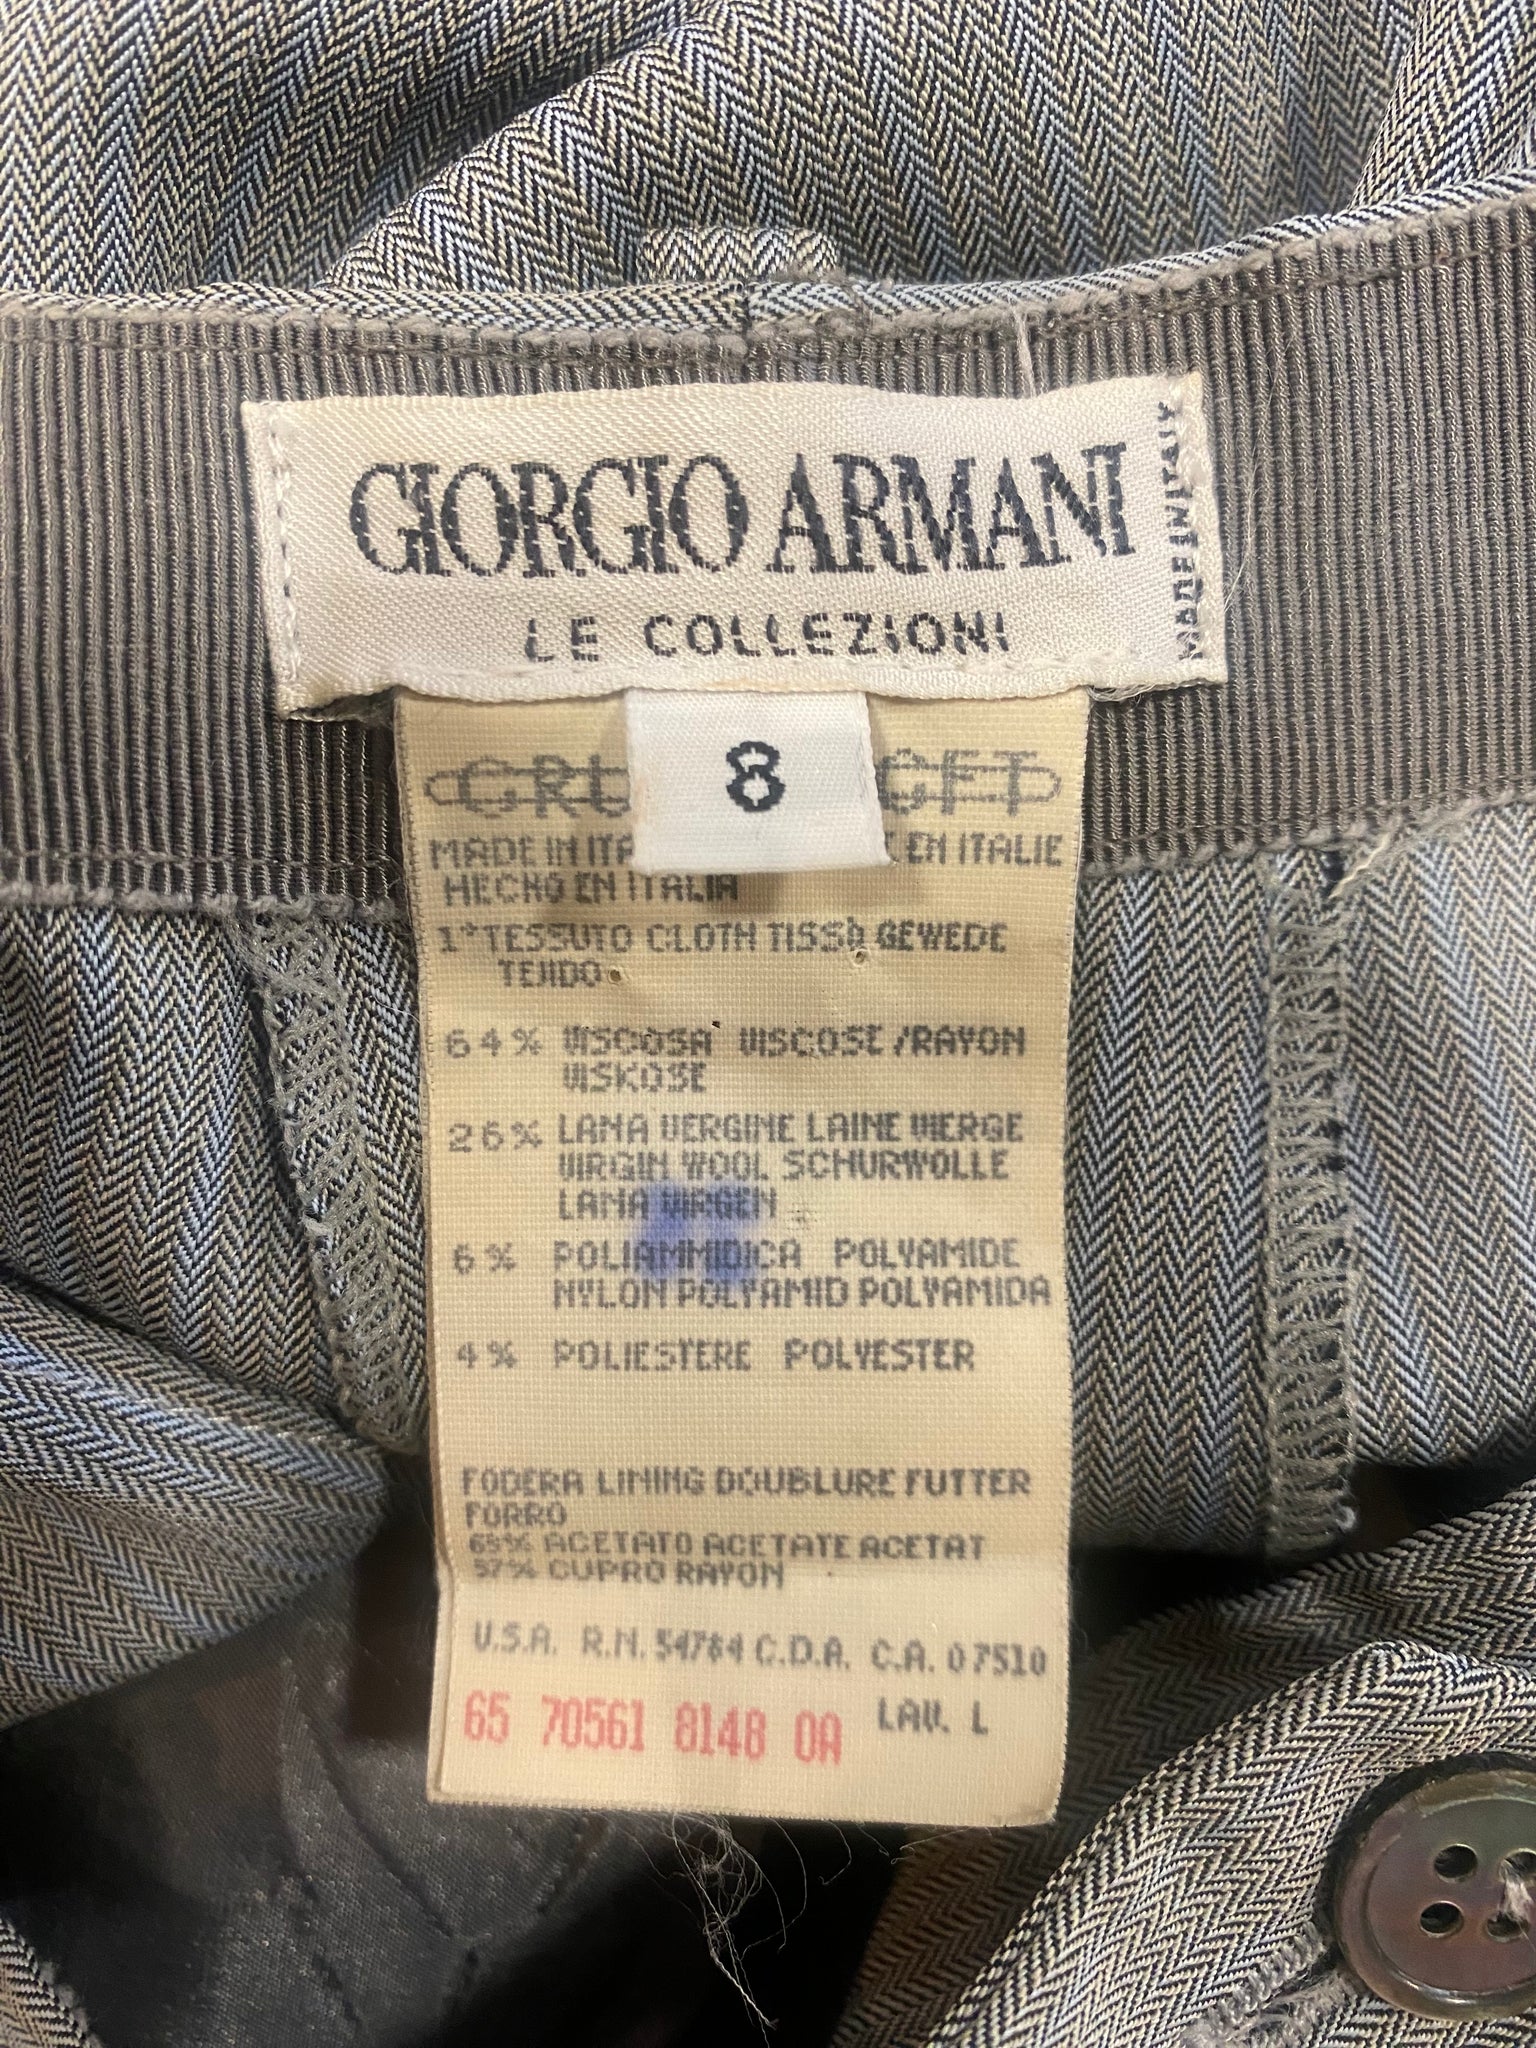 GIORGIO ARMANI
LE COLLEZIONI
MADE IN ITALY
8
MADE IN ITA EN ITALIE
HECHO EN ITALIA
1° TESSUTO CLOTH TISSU GEWEDE
TEJIDO
64% VISCOSA VISCOSE/RAYON
VISKOSE
26% LANA VERGINE LAINE VIERGE
VIRGIN WOOL SCHURWOLLE
LANA VIRGEN
6% POLIAMMIDICA POLYAMIDE
NYLON POLYAMID POLYAMIDA
4% POLIESTERE POLYESTER
FODERA LINING DOUBLURE FUTTER
FORRO
ACETATO ACETATE ACETAT
CUPRO RAYON
U.S.A. R.N. 54784 C.D.A. C.A. 07510
65 70561 8148 0A LAV. L